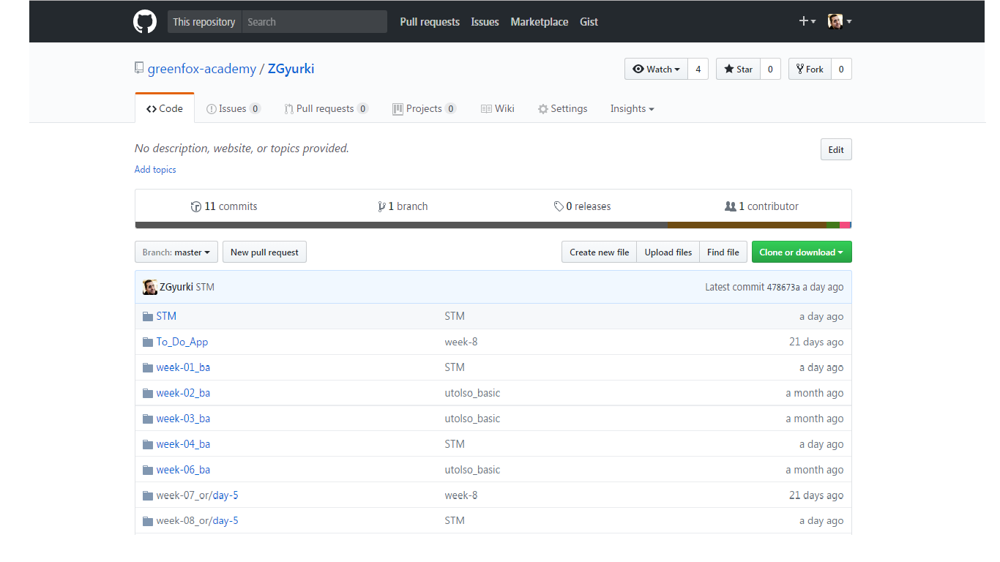 This repository Search Pull requests Issues Marketplace Gist
greenfox-academy / ZGyurki Watch 4 Star 0 Fork 0
Code Issues 0 Pull requests 0 Projects 0 Wiki Settings Insights
No description, website, or topics provided. Edit
Add topics
11 commits 1 branch 0 releases 1 contributor
Branch: master New pull request Create new file Upload files Find file Clone or download
ZGyurki STM Latest commit 478673a a day ago
STM STM a day ago
To_Do_App week-8 21 days ago
week-01_ba STM a day ago
week-02_ba utolso_basic a month ago
week-03_ba utolso_basic a month ago
week-04_ba STM a day ago
week-06_ba utolso_basic a month ago
week-07_or/day-5 week-8 21 days ago
week-08_or/day-5 STM a day ago